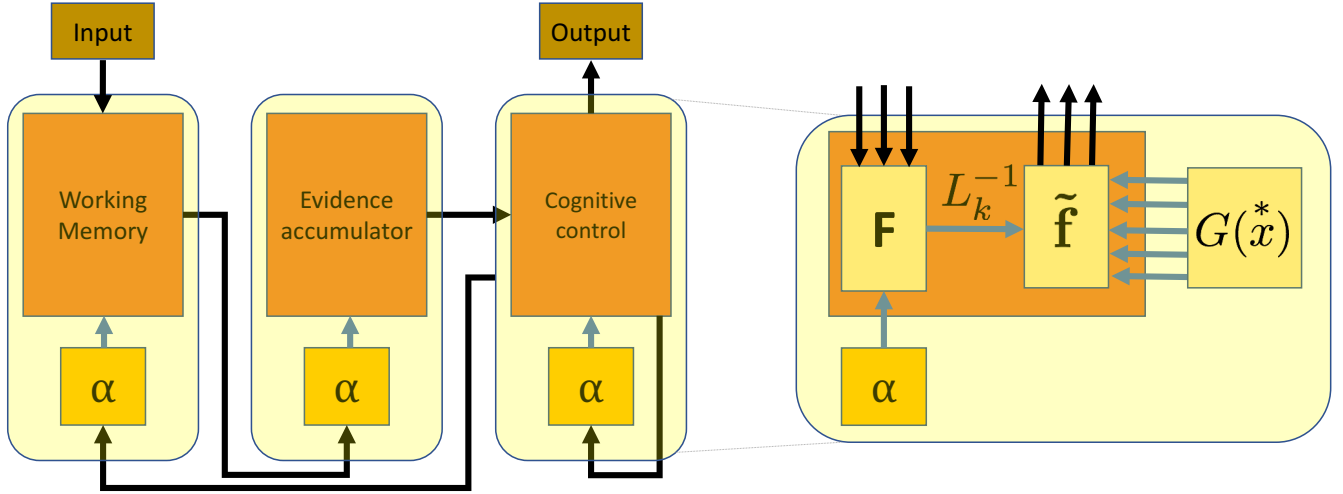 Input
Output
Working
Memory
Evidence
accumulator
Cognitive
control
α
α
α
F
L_k^{-1}
f̃
G(x̽)
α